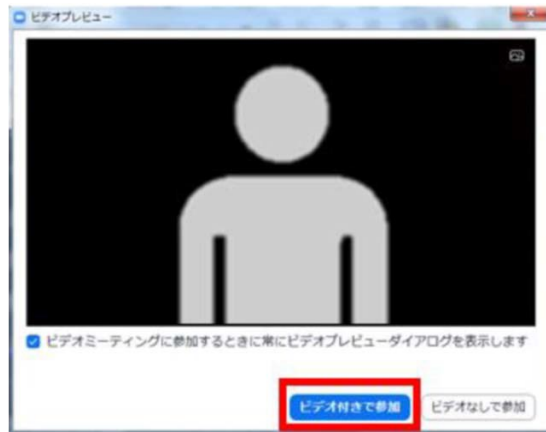 ビデオプレビュー
ビデオミーティングに参加するときに常にビデオプレビューダイアログを表示します
ビデオ付きで参加
ビデオなしで参加